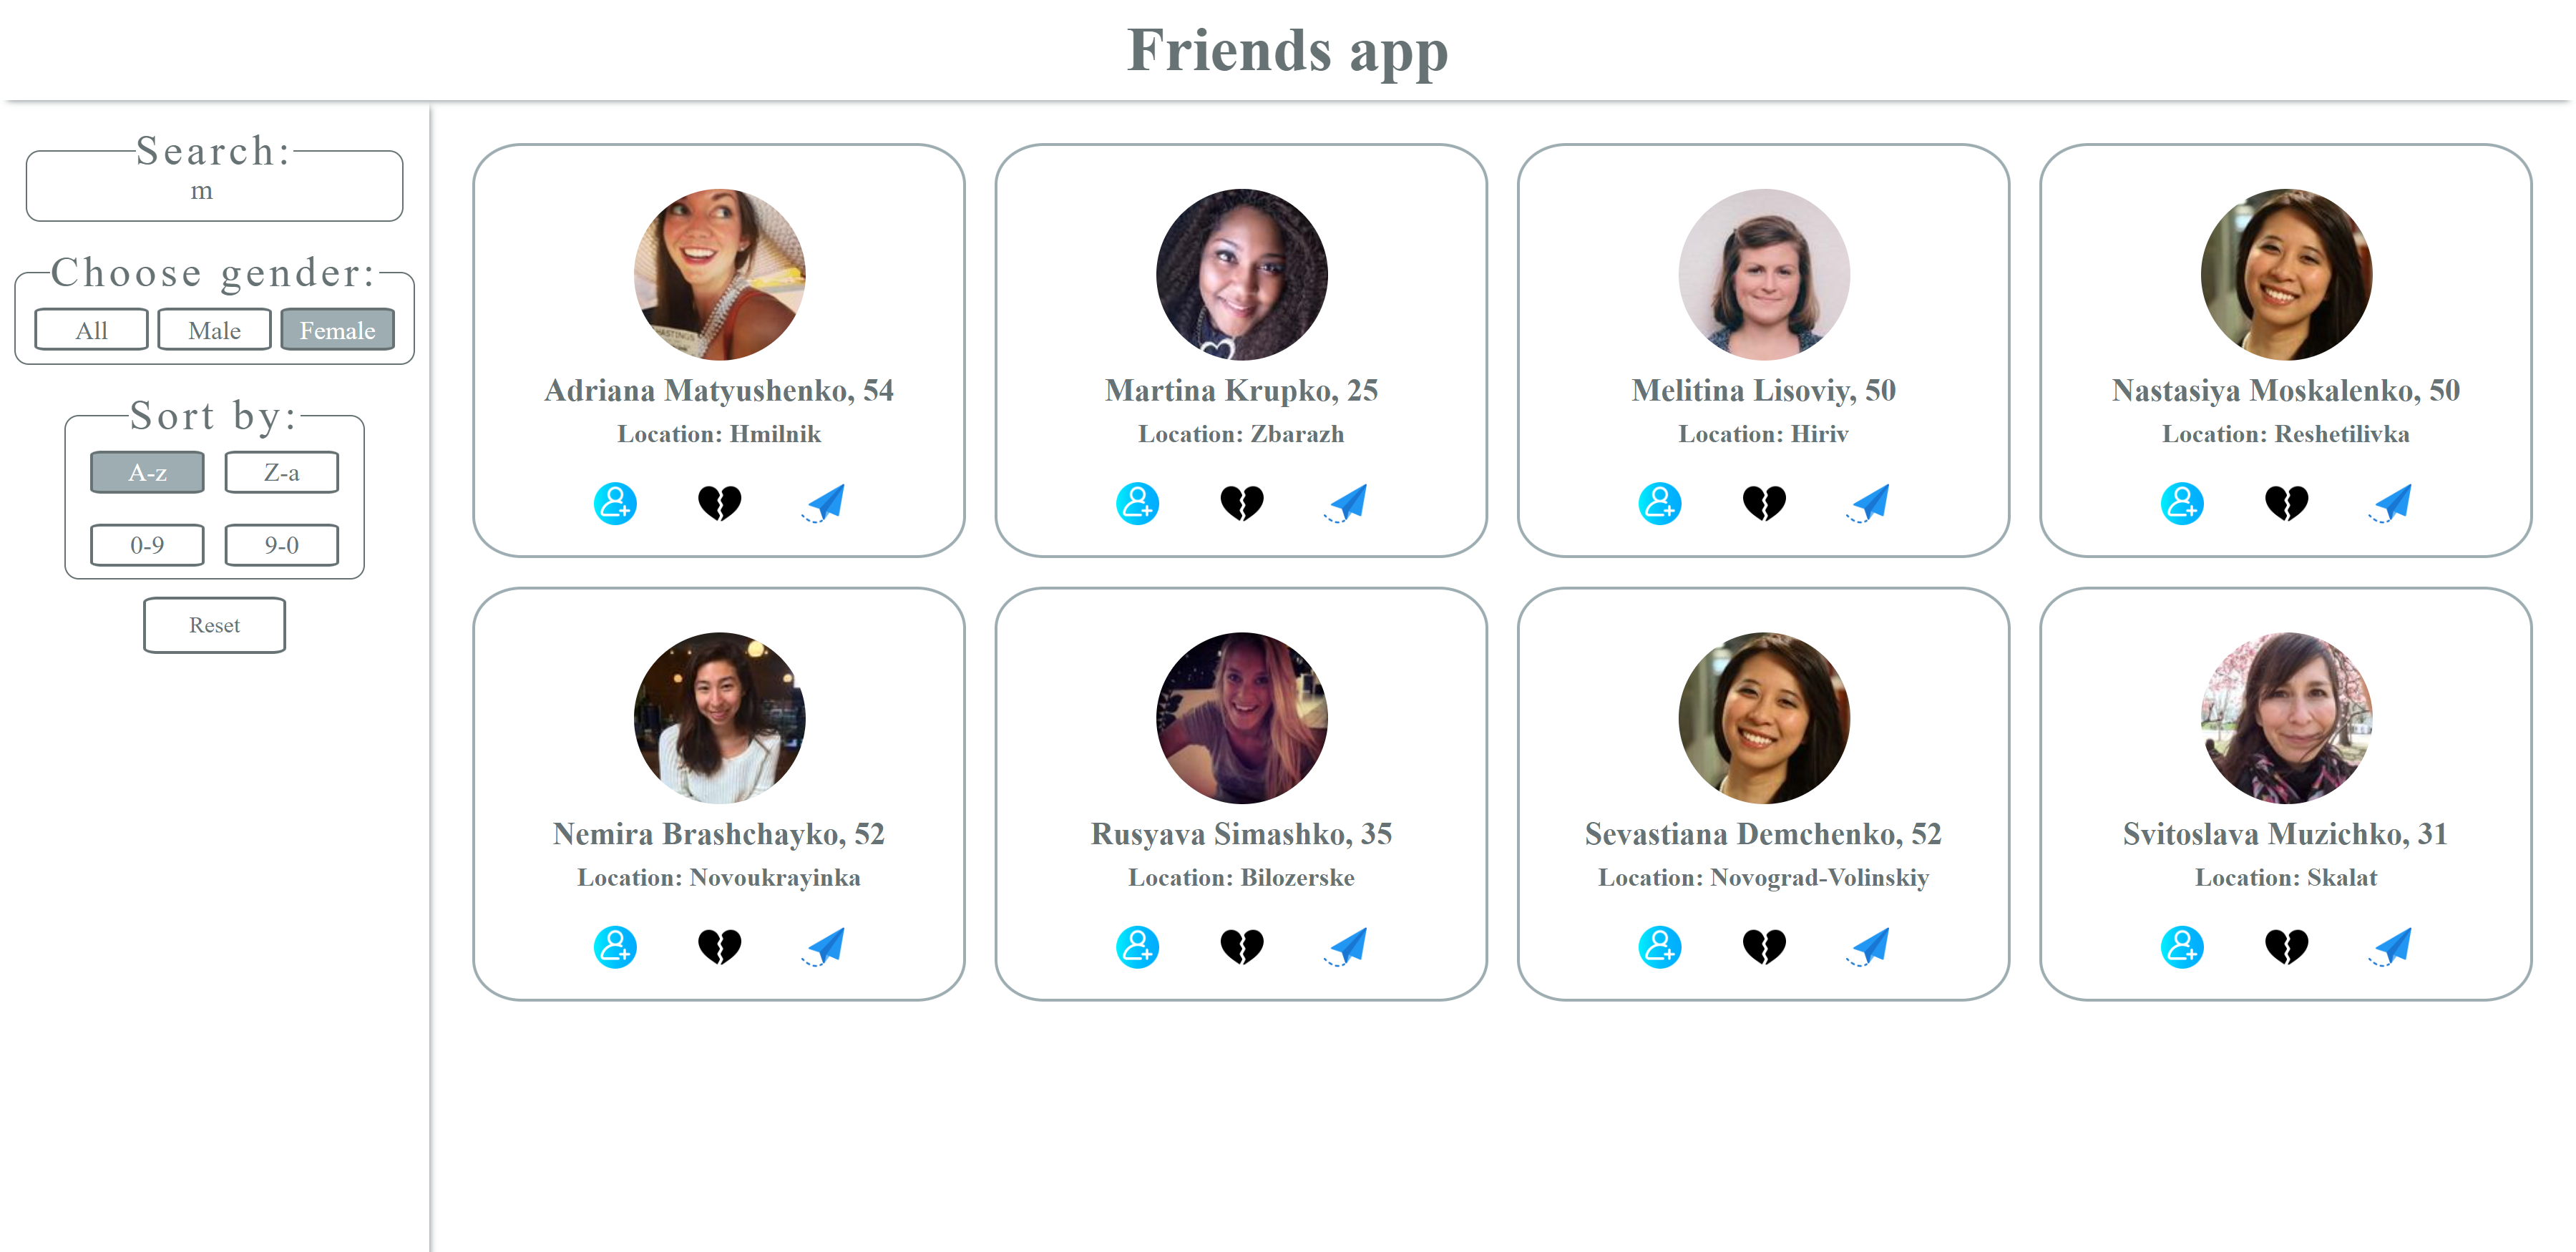 Friends app
Search:
m
Choose gender:
All
Male
Female
Sort by:
A-z
Z-a
0-9
9-0
Reset
Adriana Matyushenko, 54
Location: Hmilnik
Martina Krupko, 25
Location: Zbarazh
Melitina Lisoviy, 50
Location: Hiriv
Nastasiya Moskalenko, 50
Location: Reshetilivka
Nemira Brashchayko, 52
Location: Novoukrayinka
Rusyava Simashko, 35
Location: Bilozerske
Sevastiana Demchenko, 52
Location: Novograd-Volinskiy
Svitoslava Muzichko, 31
Location: Skalat